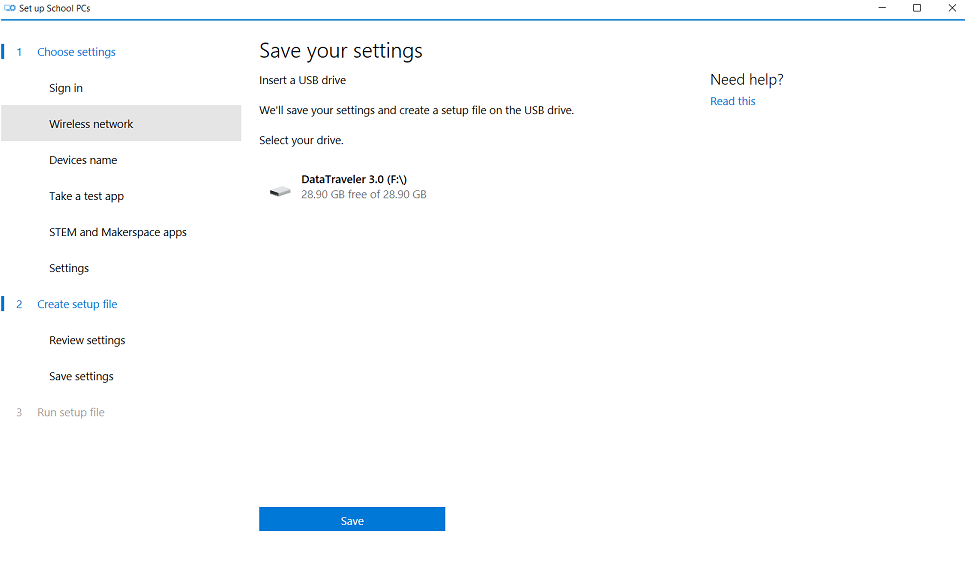 Set up School PCs
1 Choose settings
Sign in
Wireless network
Devices name
Take a test app
STEM and Makerspace apps
Settings
2 Create setup file
Review settings
Save settings
3 Run setup file
Save your settings
Insert a USB drive
We'll save your settings and create a setup file on the USB drive.
Select your drive.
DataTraveler 3.0 (F:\)
28.90 GB free of 28.90 GB
Save
Need help?
Read this